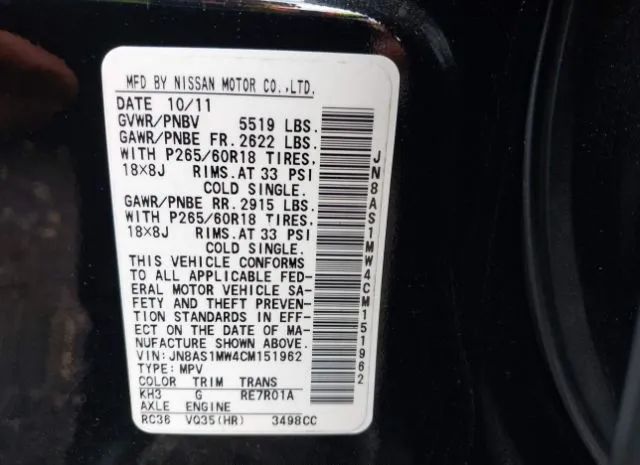 MFD BY NISSAN MOTOR CO.,LTD.
DATE 10/11
GVWR/PNBV 5519 LBS.
GAWR/PNBE FR. 2622 LBS.
WITH P265/60R18 TIRES,
18×8J RIMS. AT 33 PSI
COLD SINGLE.
GAWR/PNBE RR. 2915 LBS.
WITH P265/60R18 TIRES,
18×8J RIMS. AT 33 PSI
COLD SINGLE.
THIS VEHICLE CONFORMS
TO ALL APPLICABLE FED-
ERAL MOTOR VEHICLE SA-
FETY AND THEFT PREVEN-
TION STANDARDS IN EFF-
ECT ON THE DATE OF MA-
NUFACTURE SHOWN ABOVE.
VIN: JN8AS1MW4CM151962
TYPE: MPV
COLOR TRIM TRANS
KH3 G RE7R01A
AXLE ENGINE
RC36 VQ35(HR) 3498CC
JN8AS1MW4CM151962